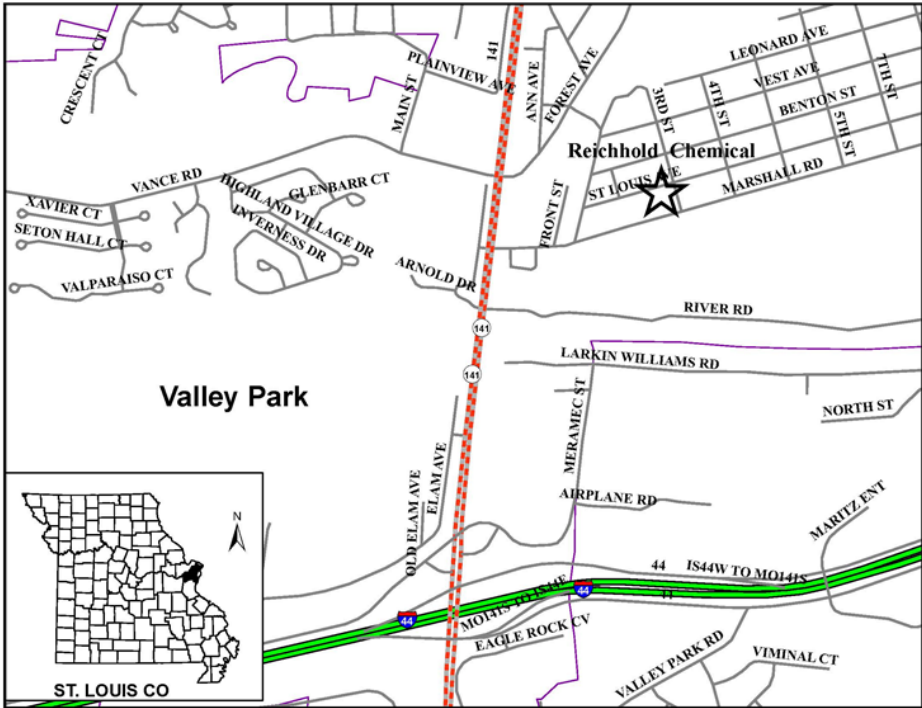 CRESCENT CT
MAIN ST
PLAINVIEW AVE
141
ANN AVE
FOREST AVE
LEONARD AVE
VEST AVE
BENTON ST
3RD ST
4TH ST
5TH ST
7TH ST
Reichhold Chemical
ST LOUIS
MARSHALL RD
FRONT ST
VANCE RD
XAVIER CT
SETON HALL CT
VALPARAISO CT
HIGHLAND VILLAGE DR
GLENBARR CT
INVERNESS DR
ARNOLD DR
RIVER RD
141
LARKIN WILLIAMS RD
141
Valley Park
NORTH ST
MERAMEC ST
ELAM AVE
OLD ELAM AVE
AIRPLANE RD
MARITZ ENT
44
IS44W TO MO141S
44
MO141S TO IS44E
44
44
EAGLE ROCK CV
VALLEY PARK RD
VIMINAL CT
N
ST. LOUIS CO